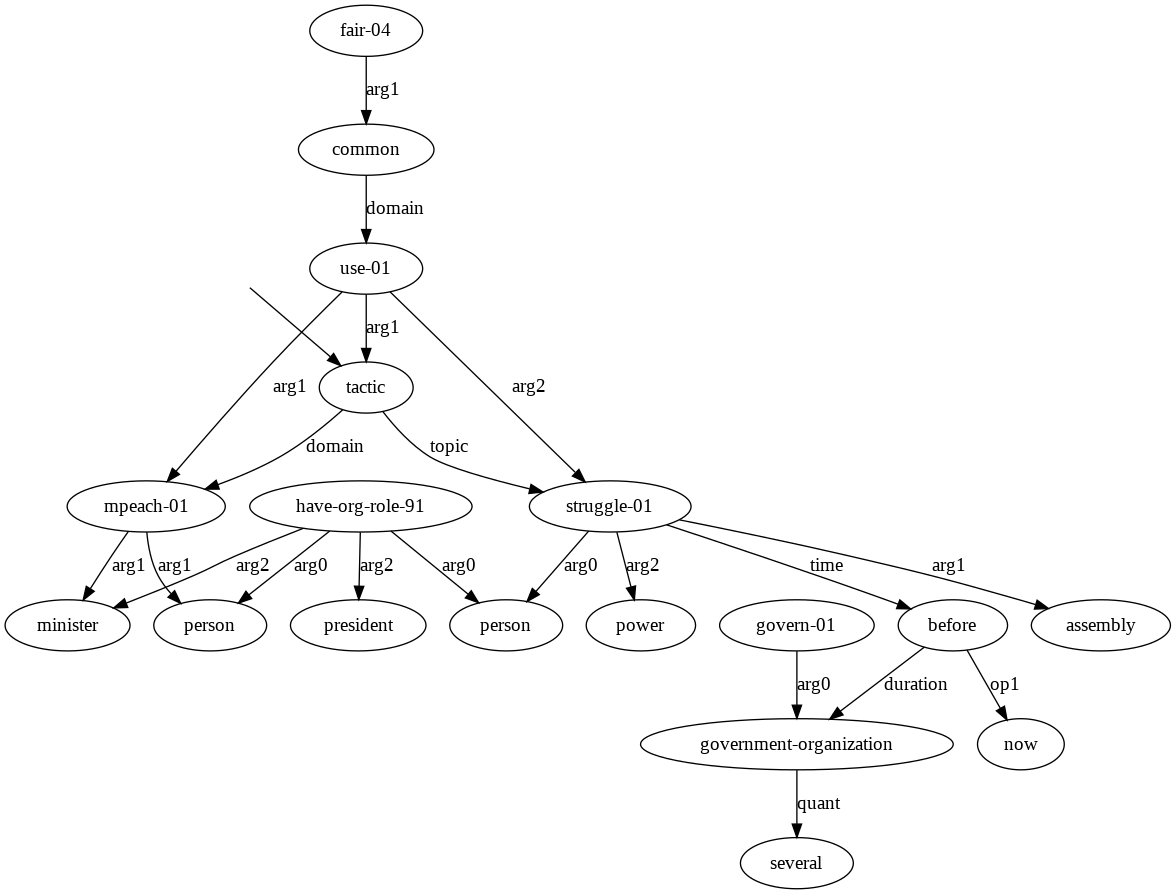 fair-04
arg1
common
domain
use-01
arg1
arg1
arg2
tactic
domain
topic
mpeach-01
have-org-role-91
struggle-01
arg1
arg1
arg2
arg0
arg2
arg0
arg0
arg2
time
arg1
minister
person
president
person
power
govern-01
before
assembly
arg0
duration
op1
government-organization
now
quant
several